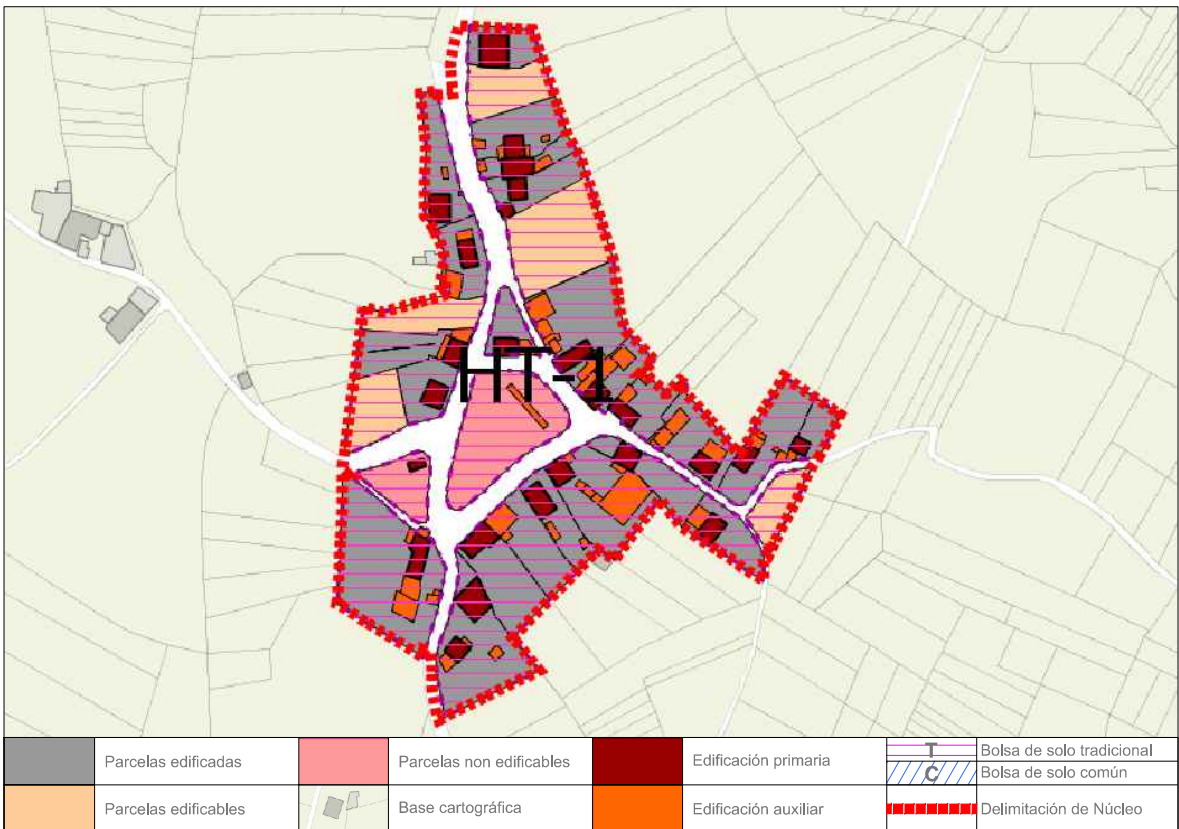 HT-1
Parcelas edificadas
Parcelas non edificables
Edificación primaria
T
Bolsa de solo tradicional
C
Bolsa de solo común
Parcelas edificables
Base cartográfica
Edificación auxiliar
Delimitación de Núcleo